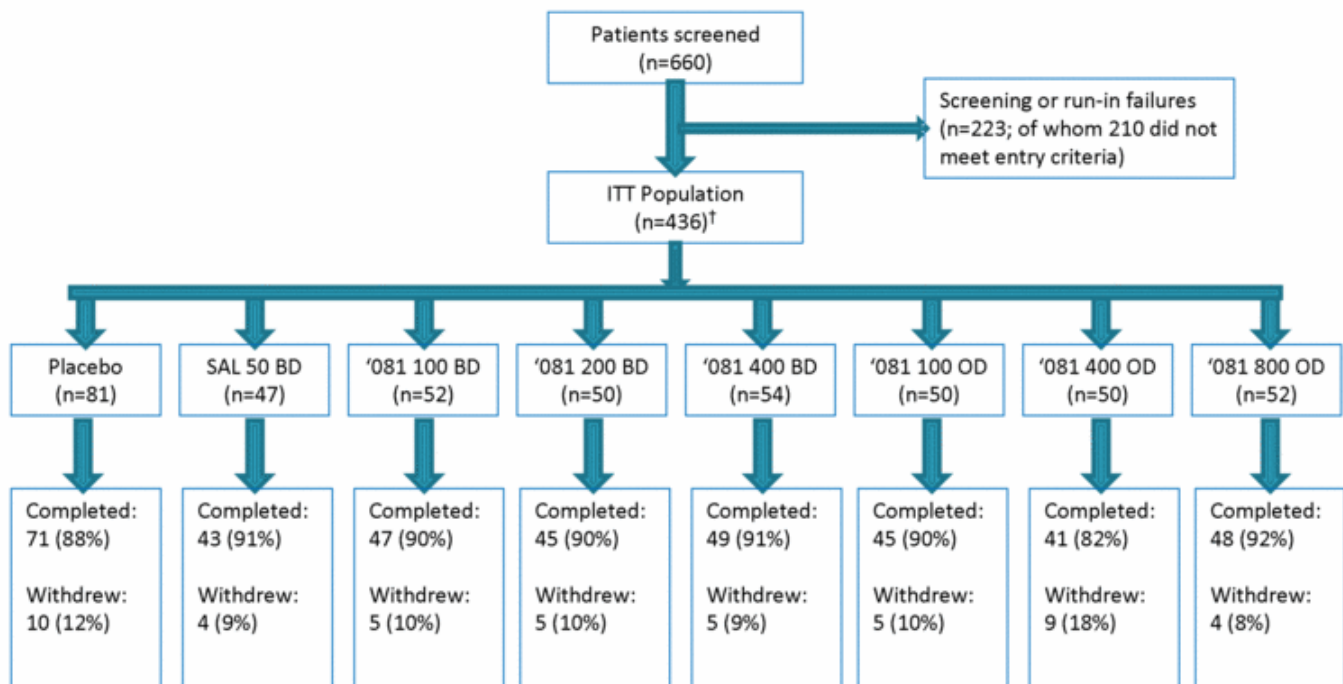 Patients screened
(n=660)
Screening or run-in failures
(n=223; of whom 210 did not
meet entry criteria)
ITT Population
(n=436)†
Placebo
(n=81)
SAL 50 BD
(n=47)
‘081 100 BD
(n=52)
‘081 200 BD
(n=50)
‘081 400 BD
(n=54)
‘081 100 OD
(n=50)
‘081 400 OD
(n=50)
‘081 800 OD
(n=52)
Completed:
71 (88%)
Withdrew:
10 (12%)
Completed:
43 (91%)
Withdrew:
4 (9%)
Completed:
47 (90%)
Withdrew:
5 (10%)
Completed:
45 (90%)
Withdrew:
5 (10%)
Completed:
49 (91%)
Withdrew:
5 (9%)
Completed:
45 (90%)
Withdrew:
5 (10%)
Completed:
41 (82%)
Withdrew:
9 (18%)
Completed:
48 (92%)
Withdrew:
4 (8%)